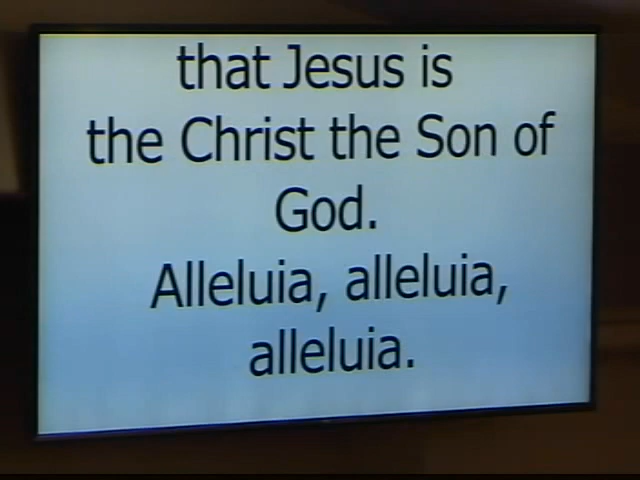 that Jesus is
the Christ the Son of
God.
Alleluia, alleluia,
alleluia.